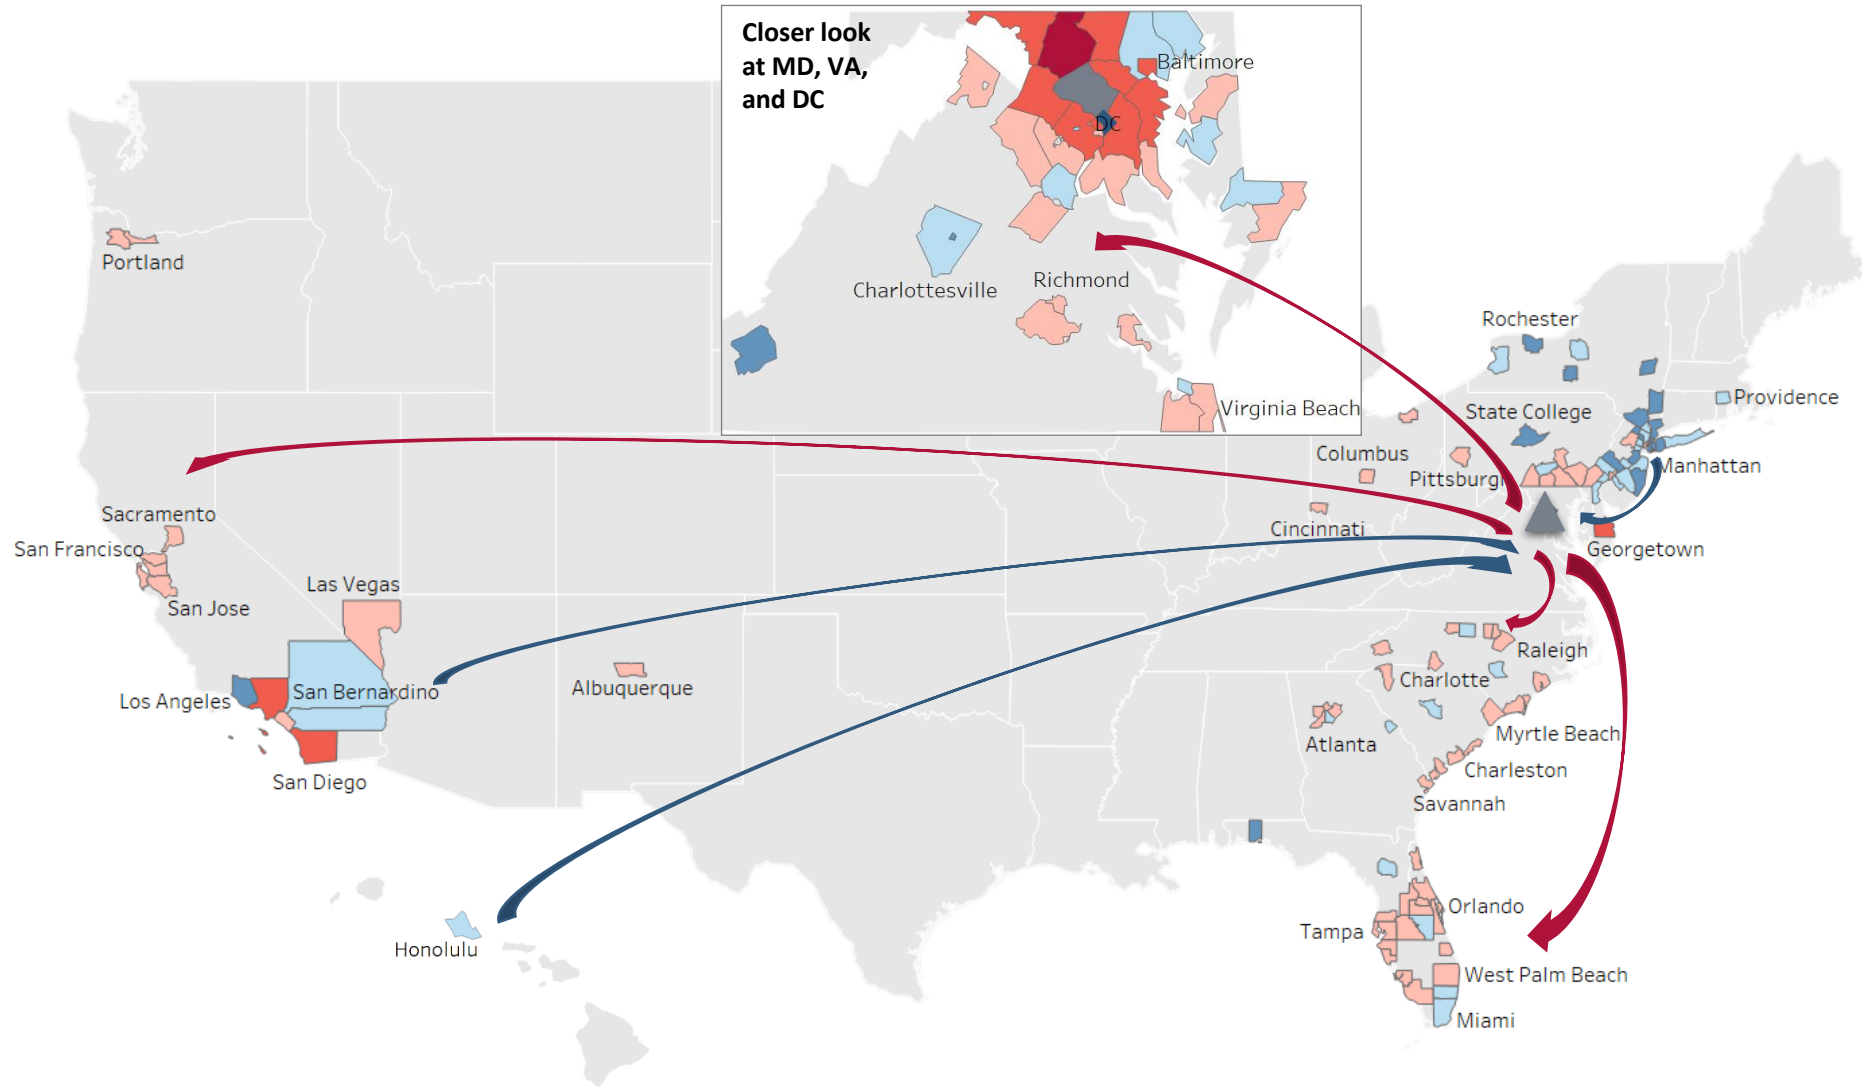 Closer look
at MD, VA,
and DC
Baltimore
DC
Charlottesville
Richmond
Virginia Beach
Portland
Rochester
State College
Providence
Columbus
Pittsburgh
Manhattan
Cincinnati
Georgetown
Sacramento
San Francisco
San Jose
Las Vegas
Los Angeles
San Bernardino
San Diego
Albuquerque
Raleigh
Charlotte
Atlanta
Myrtle Beach
Charleston
Savannah
Orlando
Tampa
West Palm Beach
Miami
Honolulu